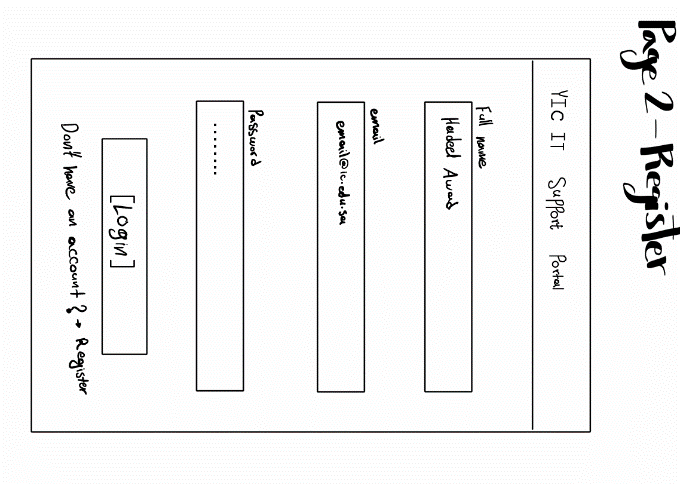 Page 2 - Register
YIC IT Support Portal
Full name
Hadeel Awad
email
email@ic.edu.sa
Password
........
[Login]
Don't have an account? → Register